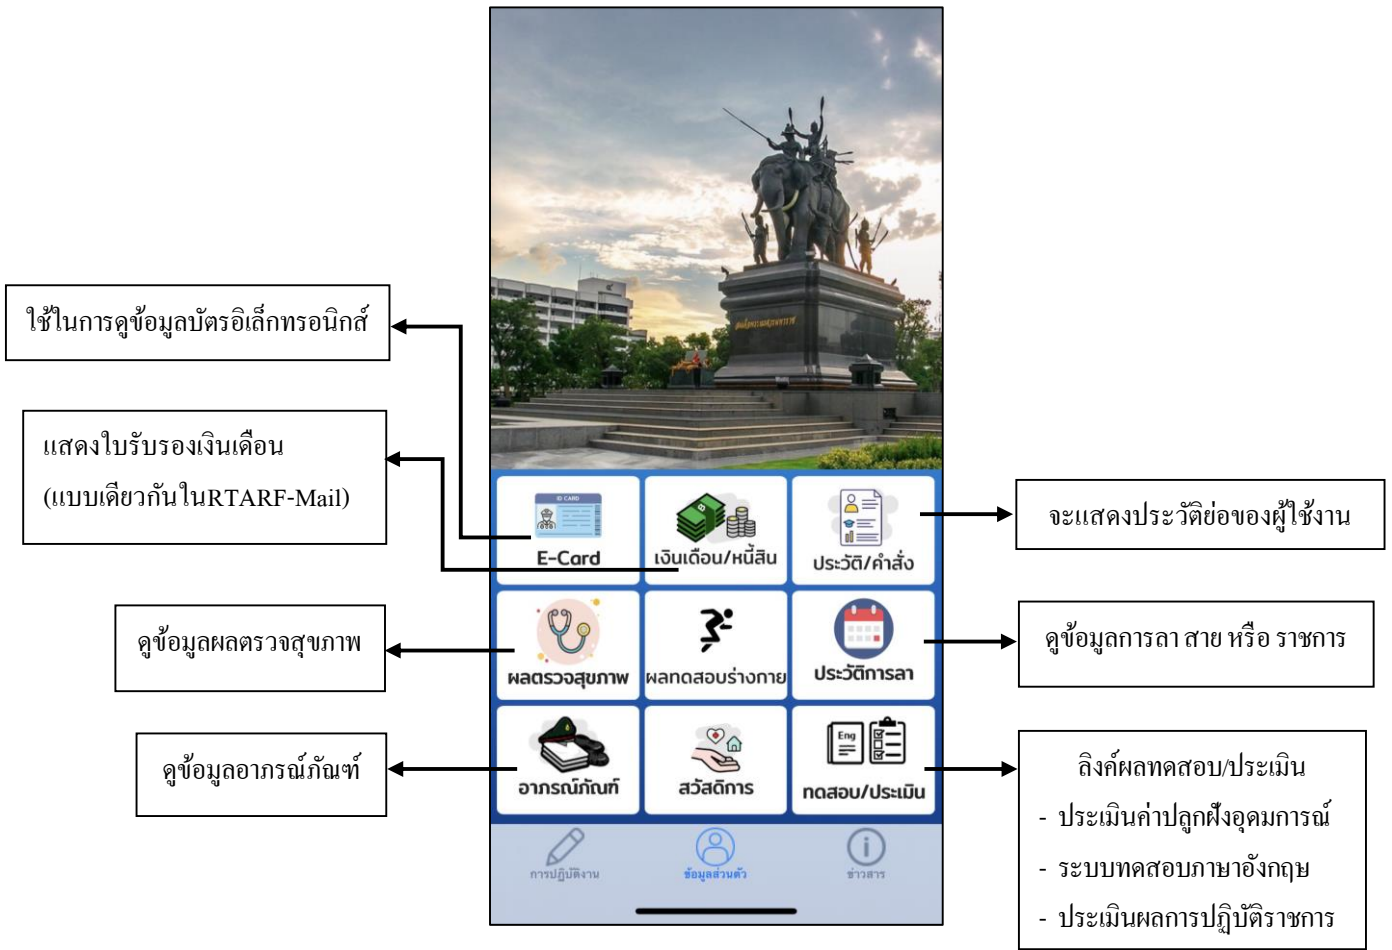 ใช้ในการดูข้อมูลบัตรอิเล็กทรอนิกส์
แสดงใบรับรองเงินเดือน
(แบบเดียวกันในRTARF-Mail)
ดูข้อมูลผลตรวจสุขภาพ
ดูข้อมูลอาภรณ์ภัณฑ์
ID CARD
E-Card
เงินเดือน/หนี้สิน
ประวัติ/คำสั่ง
ผลตรวจสุขภาพ
ผลทดสอบร่างกาย
ประวัติการลา
Eng
อาภรณ์ภัณฑ์
สวัสดิการ
ทดสอบ/ประเมิน
การปฏิบัติงาน
ข้อมูลส่วนตัว
ข่าวสาร
จะแสดงประวัติย่อของผู้ใช้งาน
ดูข้อมูลการลา สาย หรือ ราชการ
ลิงค์ผลทดสอบ/ประเมิน
- ประเมินค่าปลูกฝังอุดมการณ์
- ระบบทดสอบภาษาอังกฤษ
- ประเมินผลการปฏิบัติราชการ